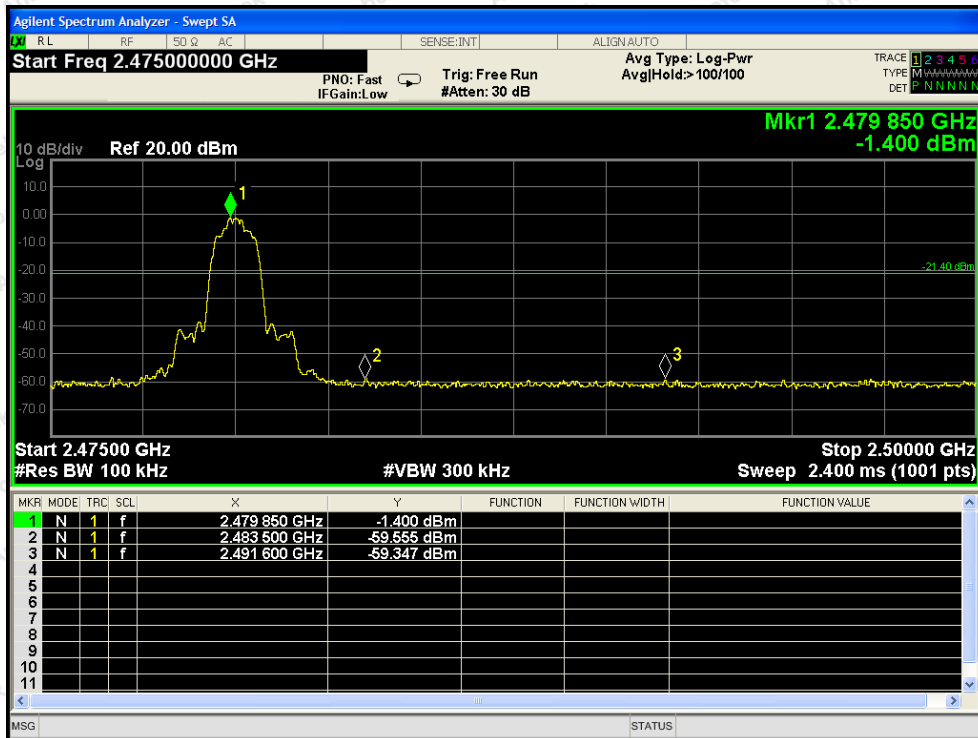 Agilent Spectrum Analyzer - Swept SA
LXI RL RF 50 Ω AC SENSE:INT ALIGNAUTO
Start Freq 2.475000000 GHz
PNO: Fast
IFGain:Low
Trig: Free Run
#Atten: 30 dB
Avg Type: Log-Pwr
Avg|Hold:>100/100
TRACE 1 2 3 4 5 6
TYPE M
DET P N N N N N
Mkr1 2.479 850 GHz
-1.400 dBm
10 dB/div Ref 20.00 dBm
Log
10.0
0.00
-10.0
-20.0
-30.0
-40.0
-50.0
-60.0
-70.0
1
2
3
-21.40 dBm
Start 2.47500 GHz Stop 2.50000 GHz
#Res BW 100 kHz #VBW 300 kHz Sweep 2.400 ms (1001 pts)
MKR MODE TRC SCL X Y FUNCTION FUNCTION WIDTH FUNCTION VALUE
1 N 1 f 2.479 850 GHz -1.400 dBm
2 N 1 f 2.483 500 GHz -59.555 dBm
3 N 1 f 2.491 600 GHz -59.347 dBm
4
5
6
7
8
9
10
11
MSG STATUS